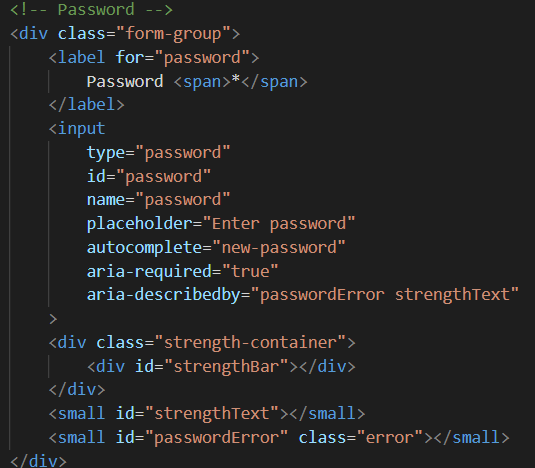 <!-- Password -->
<div class="form-group">
    <label for="password">
        Password <span>*</span>
    </label>
    <input
        type="password"
        id="password"
        name="password"
        placeholder="Enter password"
        autocomplete="new-password"
        aria-required="true"
        aria-describedby="passwordError strengthText"
    >
    <div class="strength-container">
        <div id="strengthBar"></div>
    </div>
    <small id="strengthText"></small>
    <small id="passwordError" class="error"></small>
</div>